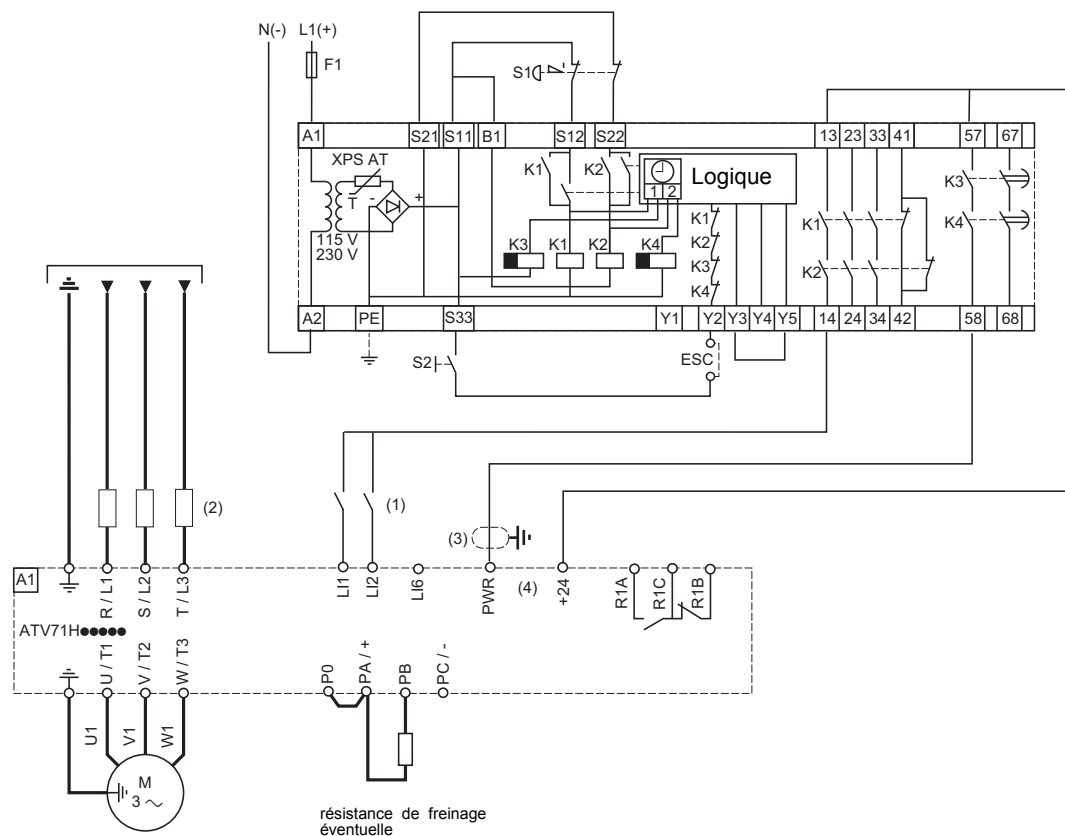 N(-) L1(+)
F1
S1
A1 S21 S11 B1 S12 S22 13 23 33 41 57 67
XPS AT
T - +
115 V
230 V
K1 K2 1 2 Logique
K3 K1 K2 K4
K1
K2
K3
K4
K1
K2
K3
K4
A2 PE S33 Y1 Y2 Y3 Y4 Y5 14 24 34 42 58 68
S2
ESC
(1)
(2)
(3)
(4)
A1
R / L1
S / L2
T / L3
LI1
LI2
LI6
PWR
+24
R1A
R1C
R1B
ATV71H●●●●●
U / T1
V / T2
W / T3
P0
PA / +
PB
PC / -
U1
V1
W1
M
3 ~
résistance de freinage
éventuelle